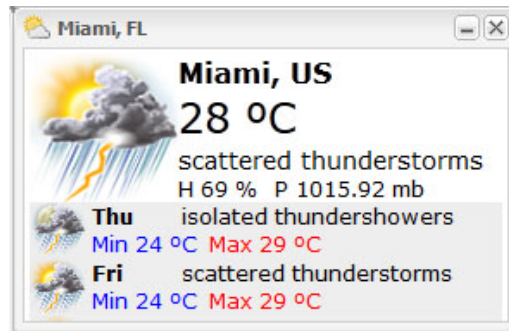 Miami, FL
Miami, US
28 ºC
scattered thunderstorms
H 69 % P 1015.92 mb
Thu isolated thundershowers
Min 24 ºC Max 29 ºC
Fri scattered thunderstorms
Min 24 ºC Max 29 ºC